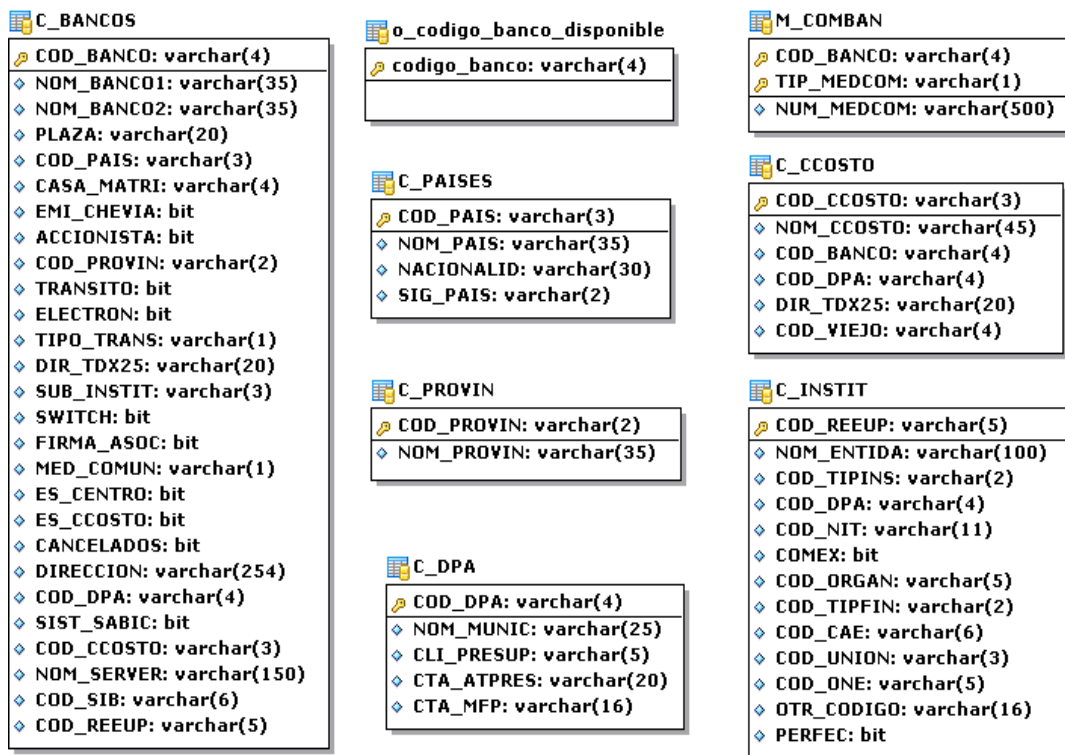 C_BANCOS
COD_BANCO: varchar(4)
NOM_BANCO1: varchar(35)
NOM_BANCO2: varchar(35)
PLAZA: varchar(20)
COD_PAIS: varchar(3)
CASA_MATRI: varchar(4)
EMI_CHEVIA: bit
ACCIONISTA: bit
COD_PROVIN: varchar(2)
TRANSITO: bit
ELECTRON: bit
TIPO_TRANS: varchar(1)
DIR_TDX25: varchar(20)
SUB_INSTIT: varchar(3)
SWITCH: bit
FIRMA_ASOC: bit
MED_COMUN: varchar(1)
ES_CENTRO: bit
ES_CCOSTO: bit
CANCELADOS: bit
DIRECCION: varchar(254)
COD_DPA: varchar(4)
SIST_SABIC: bit
COD_CCOSTO: varchar(3)
NOM_SERVER: varchar(150)
COD_SIB: varchar(6)
COD_REEUP: varchar(5)
o_codigo_banco_disponible
codigo_banco: varchar(4)
C_PAISES
COD_PAIS: varchar(3)
NOM_PAIS: varchar(35)
NACIONALID: varchar(30)
SIG_PAIS: varchar(2)
C_PROVIN
COD_PROVIN: varchar(2)
NOM_PROVIN: varchar(35)
C_DPA
COD_DPA: varchar(4)
NOM_MUNIC: varchar(25)
CLI_PRESUP: varchar(5)
CTA_ATPRES: varchar(20)
CTA_MFP: varchar(16)
M_COMBAN
COD_BANCO: varchar(4)
TIP_MEDCOM: varchar(1)
NUM_MEDCOM: varchar(500)
C_CCOSTO
COD_CCOSTO: varchar(3)
NOM_CCOSTO: varchar(45)
COD_BANCO: varchar(4)
COD_DPA: varchar(4)
DIR_TDX25: varchar(20)
COD_VIEJO: varchar(4)
C_INSTIT
COD_REEUP: varchar(5)
NOM_ENTIDA: varchar(100)
COD_TIPINS: varchar(2)
COD_DPA: varchar(4)
COD_NIT: varchar(11)
COMEX: bit
COD_ORGAN: varchar(5)
COD_TIPFIN: varchar(2)
COD_CAE: varchar(6)
COD_UNION: varchar(3)
COD_ONE: varchar(5)
OTR_CODIGO: varchar(16)
PERFEC: bit